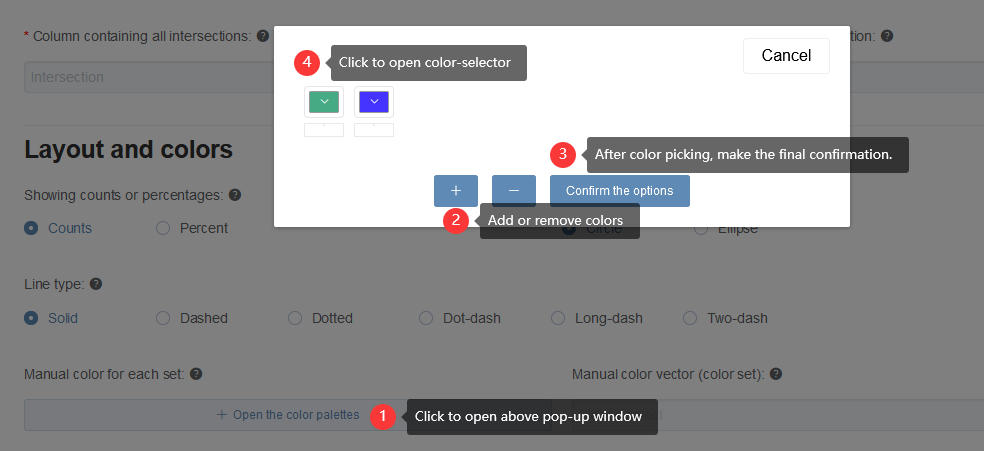 * Column containing all intersections: ?
tion: ?
4 Click to open color-selector
Cancel
Intersection
Layout and colors
3 After color picking, make the final confirmation.
Showing counts or percentages: ?
+ − Confirm the options
2 Add or remove colors
Counts Percent Circle Ellipse
Line type: ?
Solid Dashed Dotted Dot-dash Long-dash Two-dash
Manual color for each set: ? Manual color vector (color set): ?
+ Open the color palettes 1 Click to open above pop-up window